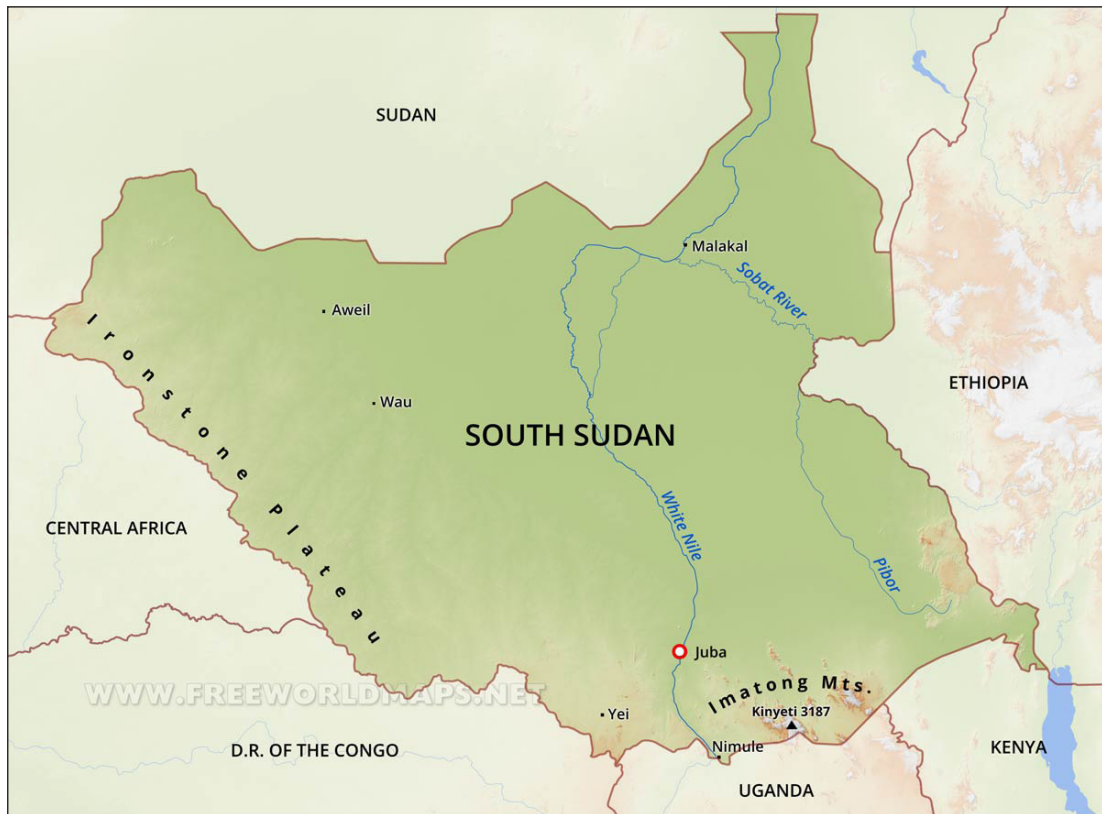 SUDAN
Malakal
Sobat River
Aweil
Ironstone Plateau
ETHIOPIA
Wau
SOUTH SUDAN
White Nile
CENTRAL AFRICA
Pibor
Juba
Imatong Mts.
WWW.FREEWORLDMAPS.NET
Yei
Kinyeti 3187
Nimule
D.R. OF THE CONGO
KENYA
UGANDA